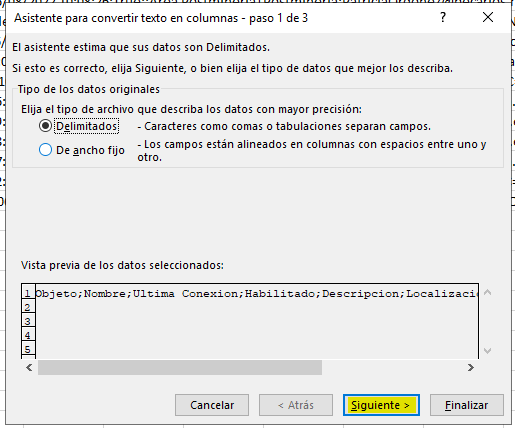 Asistente para convertir texto en columnas - paso 1 de 3
?
El asistente estima que sus datos son Delimitados.
Si esto es correcto, elija Siguiente, o bien elija el tipo de datos que mejor los describa.
Tipo de los datos originales
Elija el tipo de archivo que describa los datos con mayor precisión:
Delimitados
- Caracteres como comas o tabulaciones separan campos.
De ancho fijo
- Los campos están alineados en columnas con espacios entre uno y
otro.
Vista previa de los datos seleccionados:
1 Objeto;Nombre;Ultima Conexion;Habilitado;Descripcion;Localizaci
2
3
4
5
Cancelar
< Atrás
Siguiente >
Finalizar